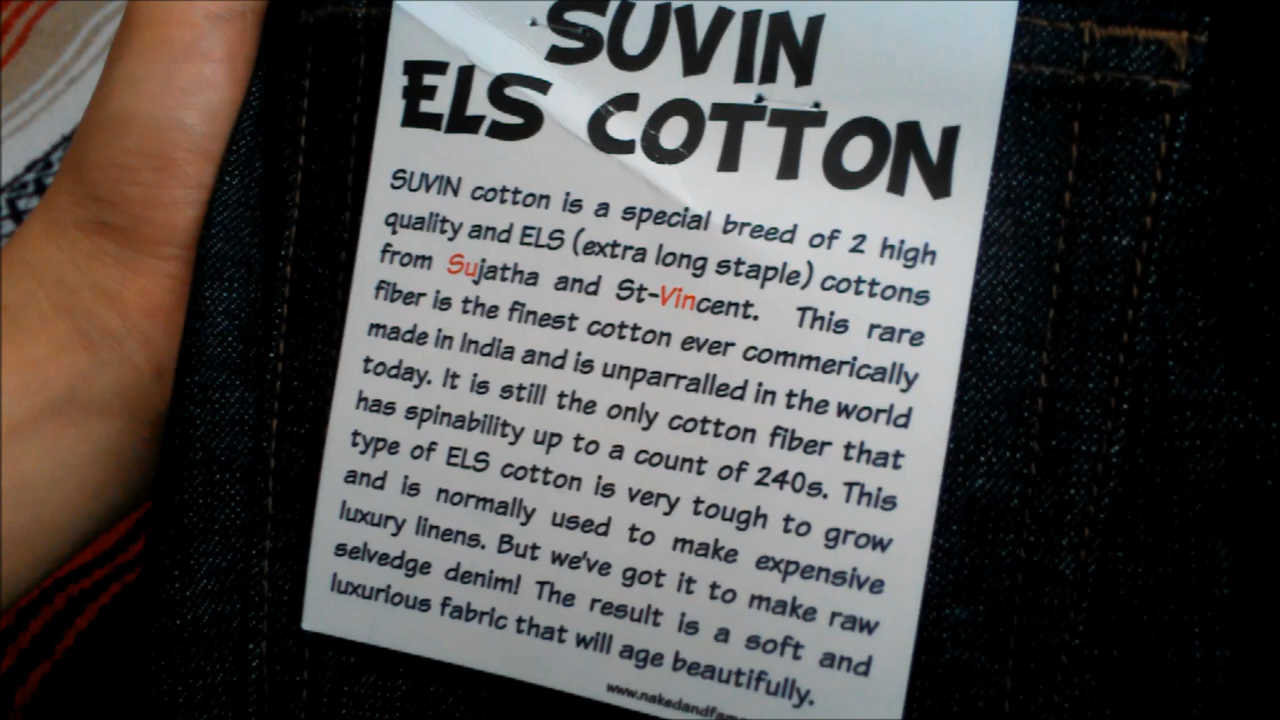 SUVIN
ELS COTTON
SUVIN cotton is a special breed of 2 high
quality and ELS (extra long staple) cottons
from Sujatha and St-Vincent. This rare
fiber is the finest cotton ever commerically
made in India and is unparralled in the world
today. It is still the only cotton fiber that
has spinability up to a count of 240s. This
type of ELS cotton is very tough to grow
and is normally used to make expensive
luxury linens. But we've got it to make raw
selvedge denim! The result is a soft and
luxurious fabric that will age beautifully.